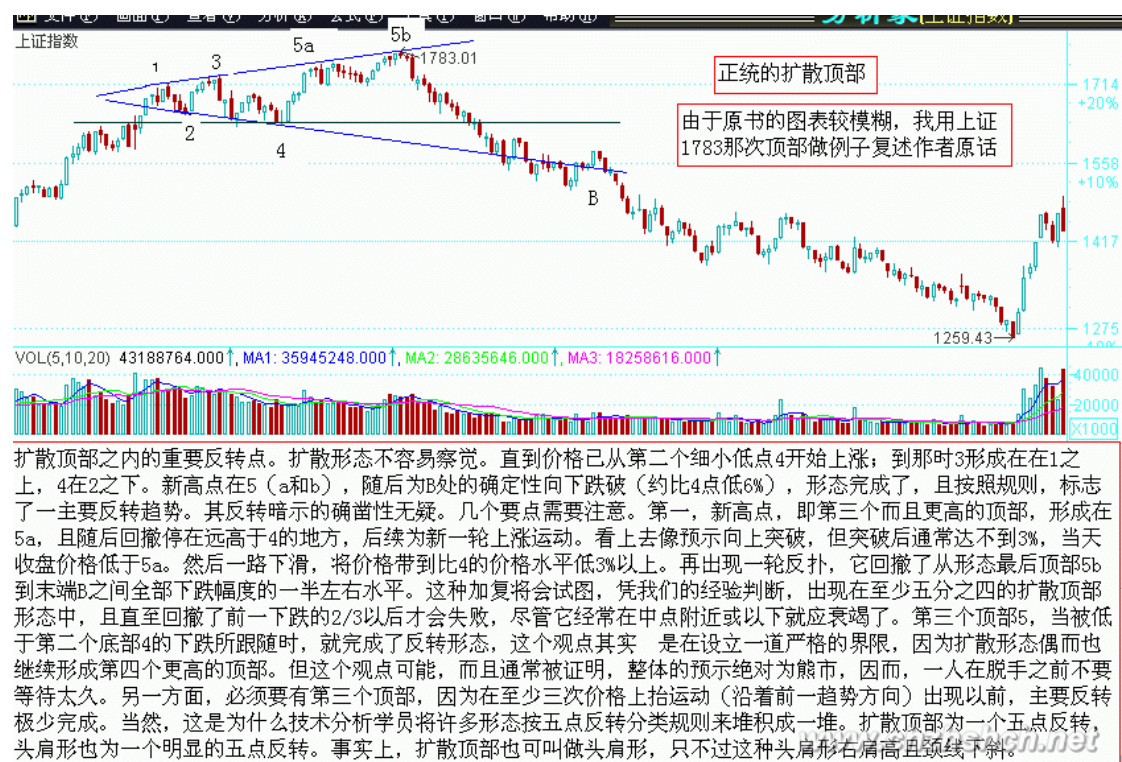 文件(F) 画面(E) 查看(V) 分析(X) 公式(F) 工具(T) 窗口(W) 帮助(H) 分析家[上证指数]
上证指数
5a
5b
1
3
1783.01
2
4
B
正统的扩散顶部
由于原书的图表较模糊，我用上证
1783那次顶部做例子复述作者原话
1714
+20%
1558
+10%
1417
1275
-10%
1259.43
VOL(5,10,20) 43188764.000↑, MA1: 35945248.000↑, MA2: 28635646.000↑, MA3: 18258616.000↑
40000
20000
X1000
扩散顶部之内的重要反转点。扩散形态不容易察觉。直到价格已从第二个细小低点4开始上涨；到那时3形成在在1之
上，4在2之下。新高点在5（a和b），随后为B处的确定性向下跌破（约比4点低6%），形态完成了，且按照规则，标志
了一主要反转趋势。其反转暗示的确凿性无疑。几个要点需要注意。第一，新高点，即第三个而且更高的顶部，形成在
5a，且随后回撤停在远高于4的地方，后续为新一轮上涨运动。看上去像预示向上突破，但突破后通常达不到3%，当天
收盘价格低于5a。然后一路下滑，将价格带到比4的价格水平低3%以上。再出现一轮反扑，它回撤了从形态最后顶部5b
到末端B之间全部下跌幅度的一半左右水平。这种加复将会试图，凭我们的经验判断，出现在至少五分之四的扩散顶部
形态中，且直至回撤了前一下跌的2/3以后才会失败，尽管它经常在中点附近或以下就应衰竭了。第三个顶部5，当被低
于第二个底部4的下跌所跟随时，就完成了反转形态，这个观点其实 是在设立一道严格的界限，因为扩散形态偶而也
继续形成第四个更高的顶部。但这个观点可能，而且通常被证明，整体的预示绝对为熊市，因而，一人在脱手之前不要
等待太久。另一方面，必须要有第三个顶部，因为在至少三次价格上抬运动（沿着前一趋势方向）出现以前，主要反转
极少完成。当然，这是为什么技术分析学员将许多形态按五点反转分类规则来堆积成一堆。扩散顶部为一个五点反转，
头肩形也为一个明显的五点反转。事实上，扩散顶部也可叫做头肩形，只不过这种头肩形右肩高且颈线下斜。